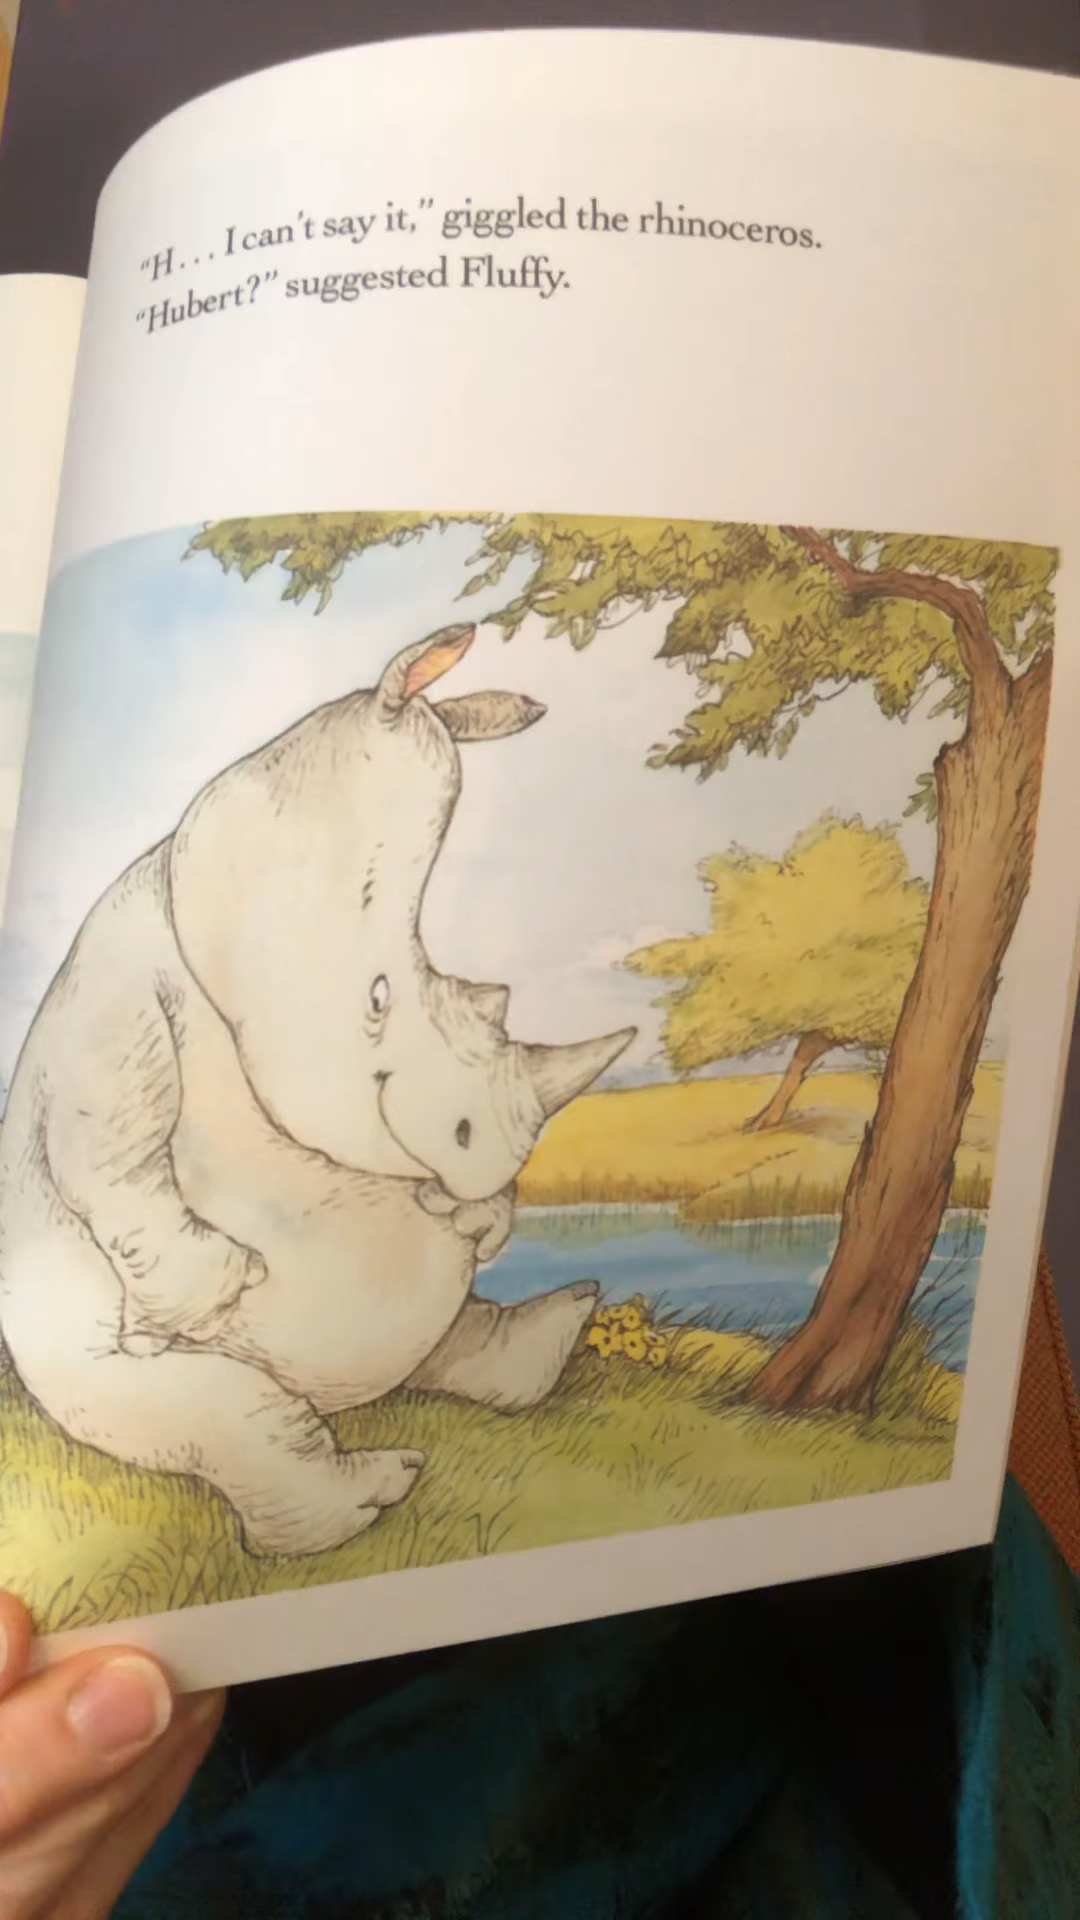 “H . . . I can't say it,” giggled the rhinoceros.
“Hubert?” suggested Fluffy.